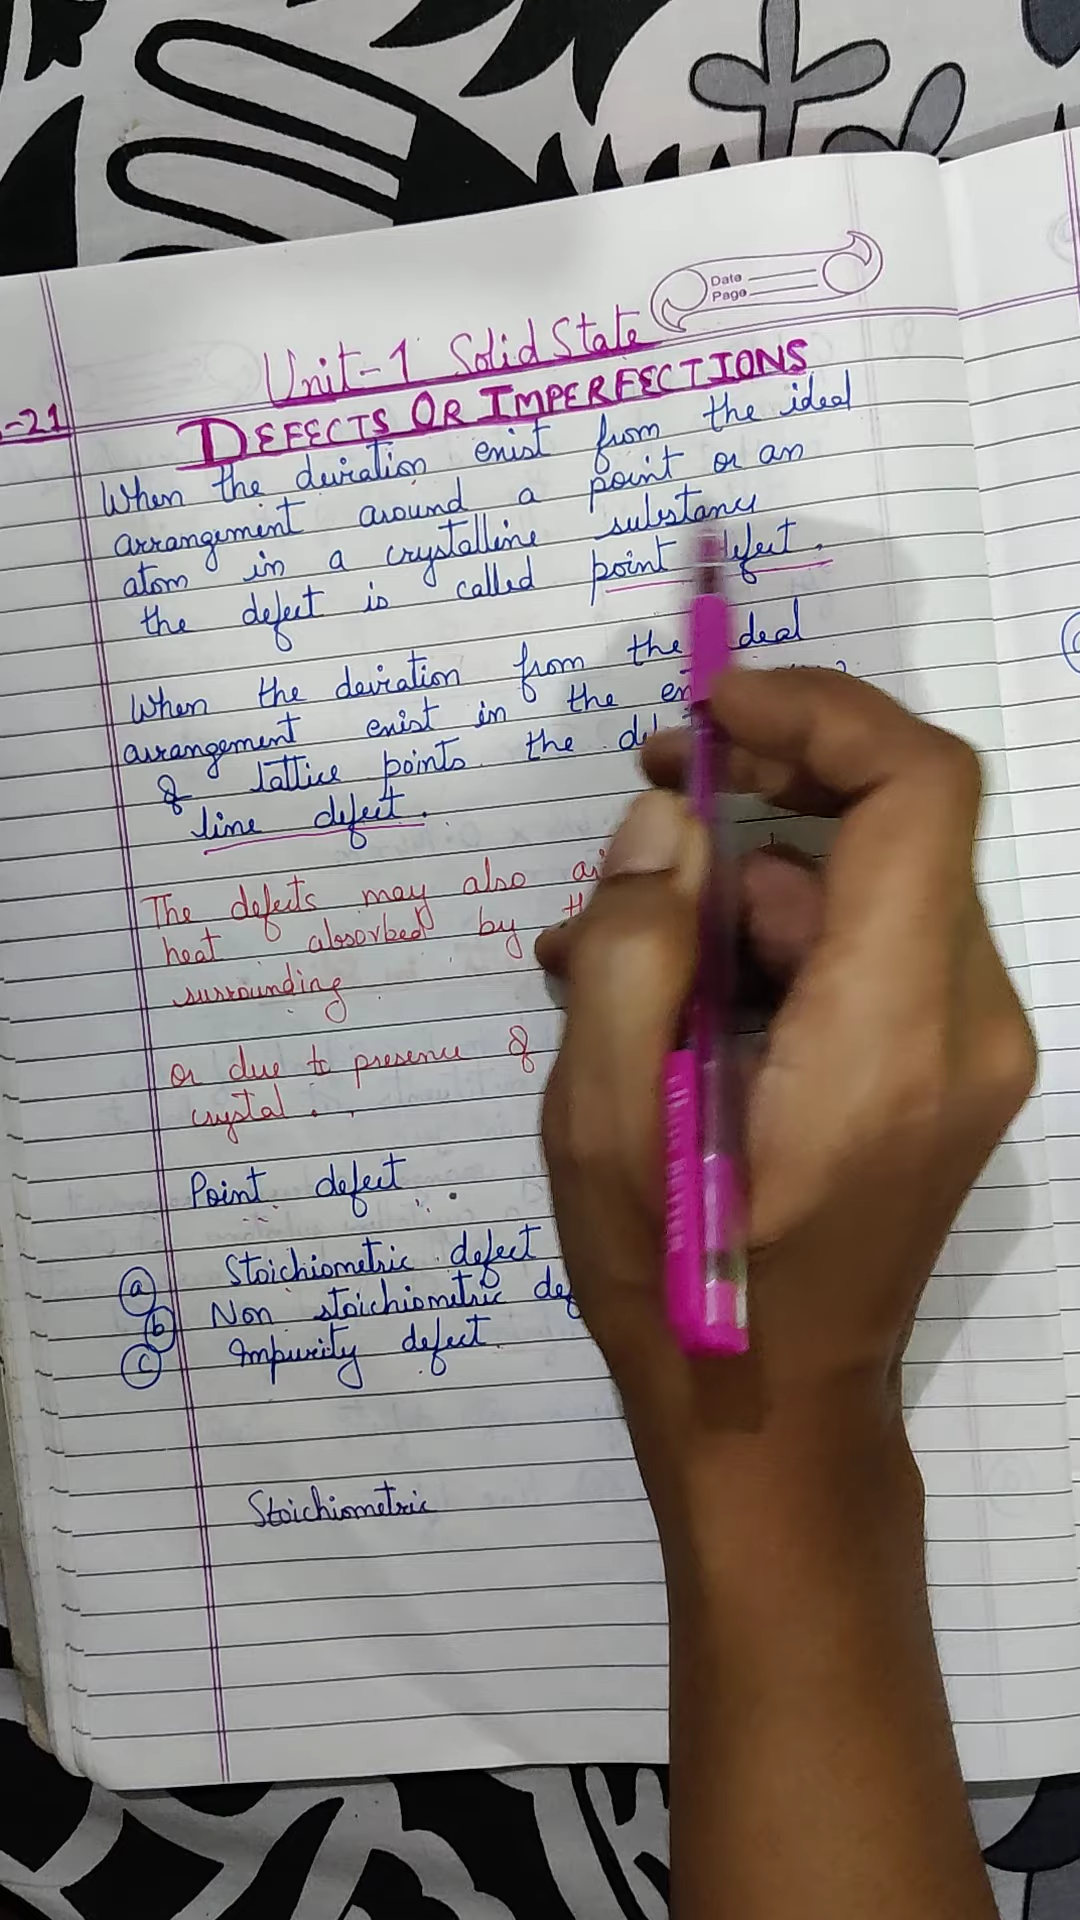 Date
Page
Unit-1 Solid State
-21
DEFECTS OR IMPERFECTIONS
When the deviation exist from the ideal
arrangement around a point or an
atom in a crystalline substance
the defect is called point defect.
When the deviation from the ideal
arrangement exist in the
of lattice points. the
line defect.
The defects may also
heat absorbed by
surrounding
or due to presence of
crystal.
Point defect
(a) Stoichiometric defect
(b) Non stoichiometric
(c) Impurity defect.
Stoichiometric